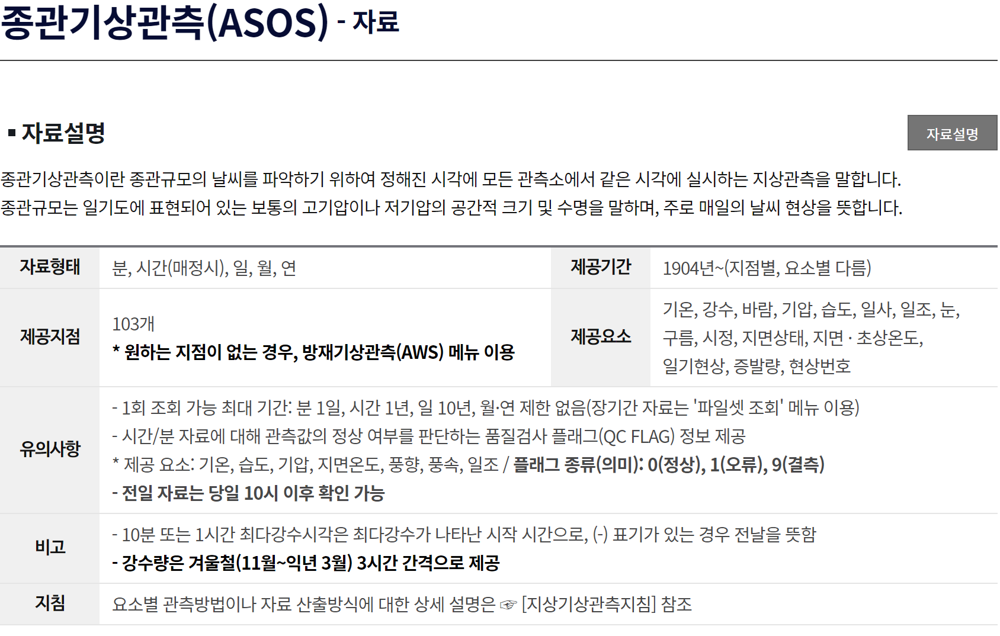 종관기상관측(ASOS) - 자료
▪ 자료설명
자료설명
종관기상관측이란 종관규모의 날씨를 파악하기 위하여 정해진 시각에 모든 관측소에서 같은 시각에 실시하는 지상관측을 말합니다.
종관규모는 일기도에 표현되어 있는 보통의 고기압이나 저기압의 공간적 크기 및 수명을 말하며, 주로 매일의 날씨 현상을 뜻합니다.
자료형태
분, 시간(매정시), 일, 월, 연
제공기간
1904년~(지점별, 요소별 다름)
제공지점
103개
* 원하는 지점이 없는 경우, 방재기상관측(AWS) 메뉴 이용
제공요소
기온, 강수, 바람, 기압, 습도, 일사, 일조, 눈,
구름, 시정, 지면상태, 지면 · 초상온도,
일기현상, 증발량, 현상번호
유의사항
- 1회 조회 가능 최대 기간: 분 1일, 시간 1년, 일 10년, 월·연 제한 없음(장기간 자료는 '파일셋 조회' 메뉴 이용)
- 시간/분 자료에 대해 관측값의 정상 여부를 판단하는 품질검사 플래그(QC FLAG) 정보 제공
* 제공 요소: 기온, 습도, 기압, 지면온도, 풍향, 풍속, 일조 / 플래그 종류(의미): 0(정상), 1(오류), 9(결측)
- 전일 자료는 당일 10시 이후 확인 가능
비고
- 10분 또는 1시간 최다강수시각은 최다강수가 나타난 시작 시간으로, (-) 표기가 있는 경우 전날을 뜻함
- 강수량은 겨울철(11월~익년 3월) 3시간 간격으로 제공
지침
요소별 관측방법이나 자료 산출방식에 대한 상세 설명은 ☞ [지상기상관측지침] 참조